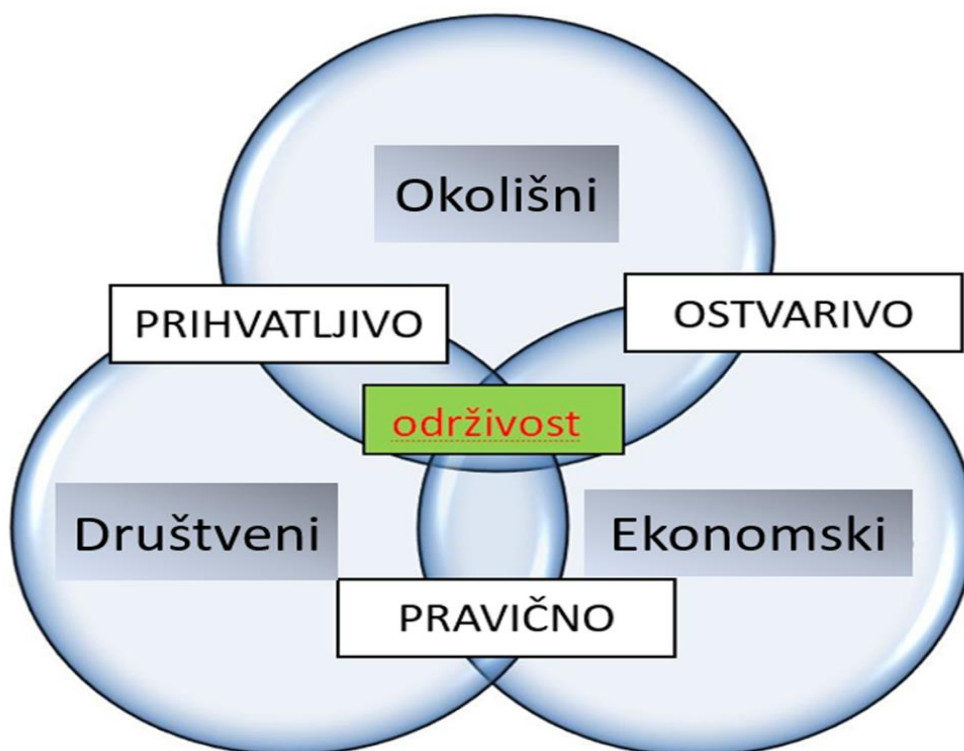 Okolišni
PRIHVATLJIVO
OSTVARIVO
održivost
Društveni
Ekonomski
PRAVIČNO